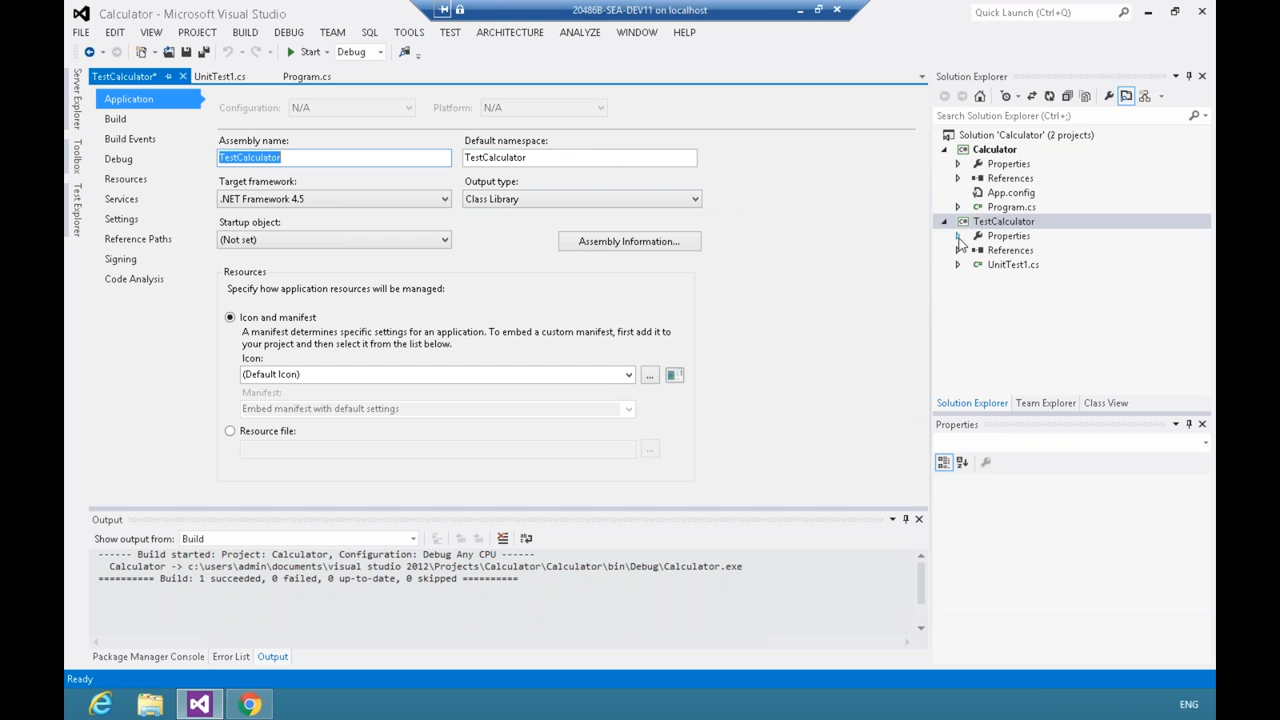 Calculator - Microsoft Visual Studio
20486B-SEA-DEV11 on localhost
Quick Launch (Ctrl+Q)
FILE EDIT VIEW PROJECT BUILD DEBUG TEAM SQL TOOLS TEST ARCHITECTURE ANALYZE WINDOW HELP
Start Debug
Server Explorer
Toolbox
Test Explorer
TestCalculator* UnitTest1.cs Program.cs
Application
Build
Build Events
Debug
Resources
Services
Settings
Reference Paths
Signing
Code Analysis
Configuration: N/A Platform: N/A
Assembly name: Default namespace:
TestCalculator TestCalculator
Target framework: Output type:
.NET Framework 4.5 Class Library
Startup object:
(Not set) Assembly Information...
Resources
Specify how application resources will be managed:
Icon and manifest
A manifest determines specific settings for an application. To embed a custom manifest, first add it to
your project and then select it from the list below.
Icon:
(Default Icon) ...
Manifest:
Embed manifest with default settings
Resource file:
...
Solution Explorer
Search Solution Explorer (Ctrl+;)
Solution 'Calculator' (2 projects)
Calculator
Properties
References
App.config
Program.cs
TestCalculator
Properties
References
UnitTest1.cs
Solution Explorer Team Explorer Class View
Properties
Output
Show output from: Build
------ Build started: Project: Calculator, Configuration: Debug Any CPU ------
Calculator -> c:\users\admin\documents\visual studio 2012\Projects\Calculator\Calculator\bin\Debug\Calculator.exe
========== Build: 1 succeeded, 0 failed, 0 up-to-date, 0 skipped ==========
Package Manager Console Error List Output
Ready
ENG